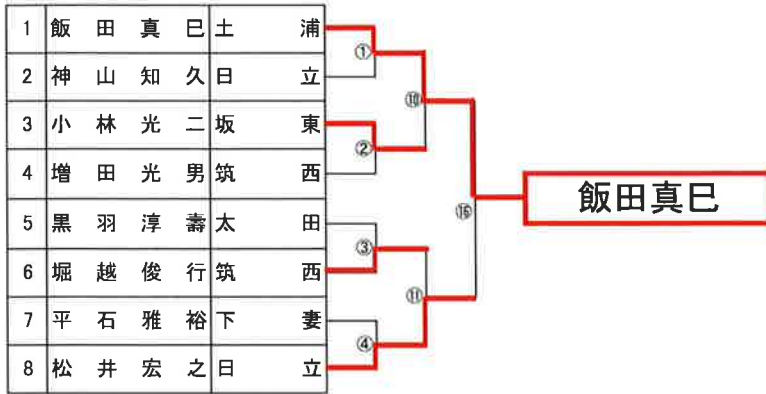 1 飯田真巳 土浦
2 神山知久 日立
3 小林光二 坂東
4 増田光男 筑西
5 黒羽淳壽 太田
6 堀越俊行 筑西
7 平石雅裕 下妻
8 松井宏之 日立
①
②
③
④
⑩
⑪
⑯
飯田真巳